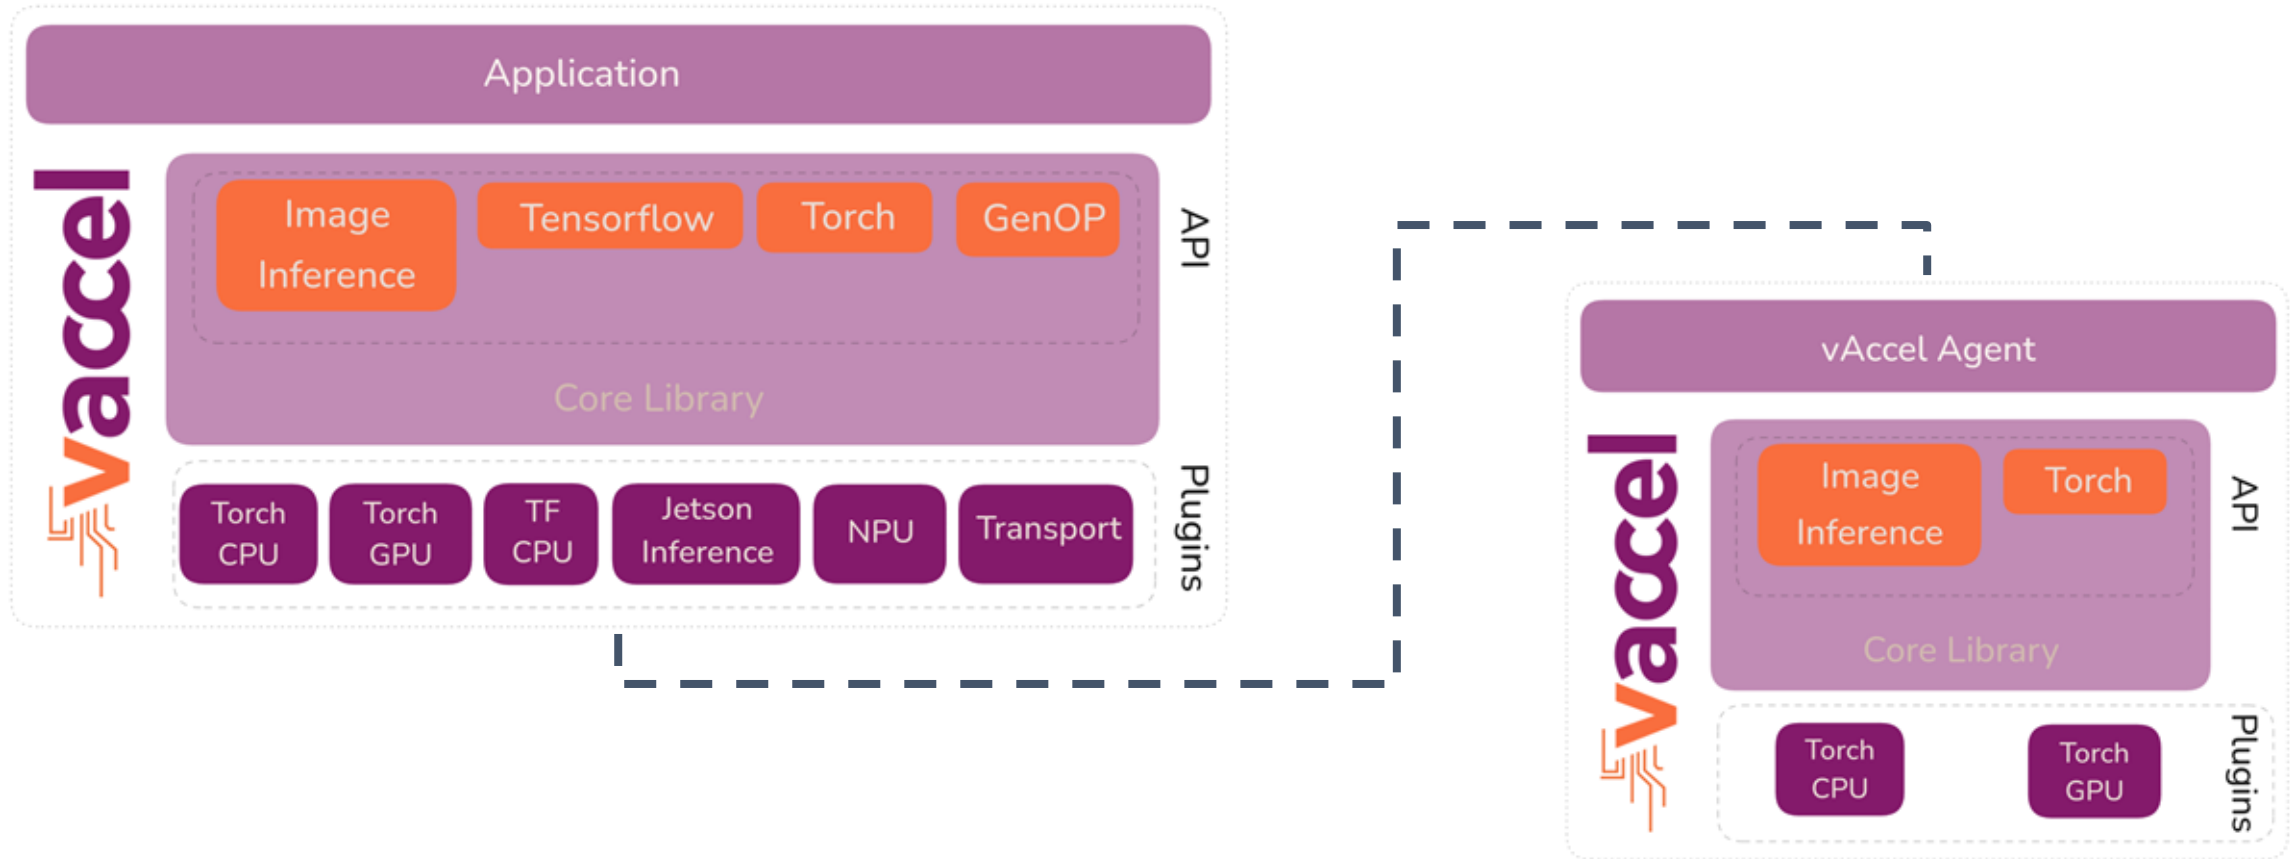 Application
vaccel
Image
Inference
Tensorflow
Torch
GenOP
API
Core Library
Torch
CPU
Torch
GPU
TF
CPU
Jetson
Inference
NPU
Transport
Plugins
vAccel Agent
vaccel
Image
Inference
Torch
API
Core Library
Torch
CPU
Torch
GPU
Plugins